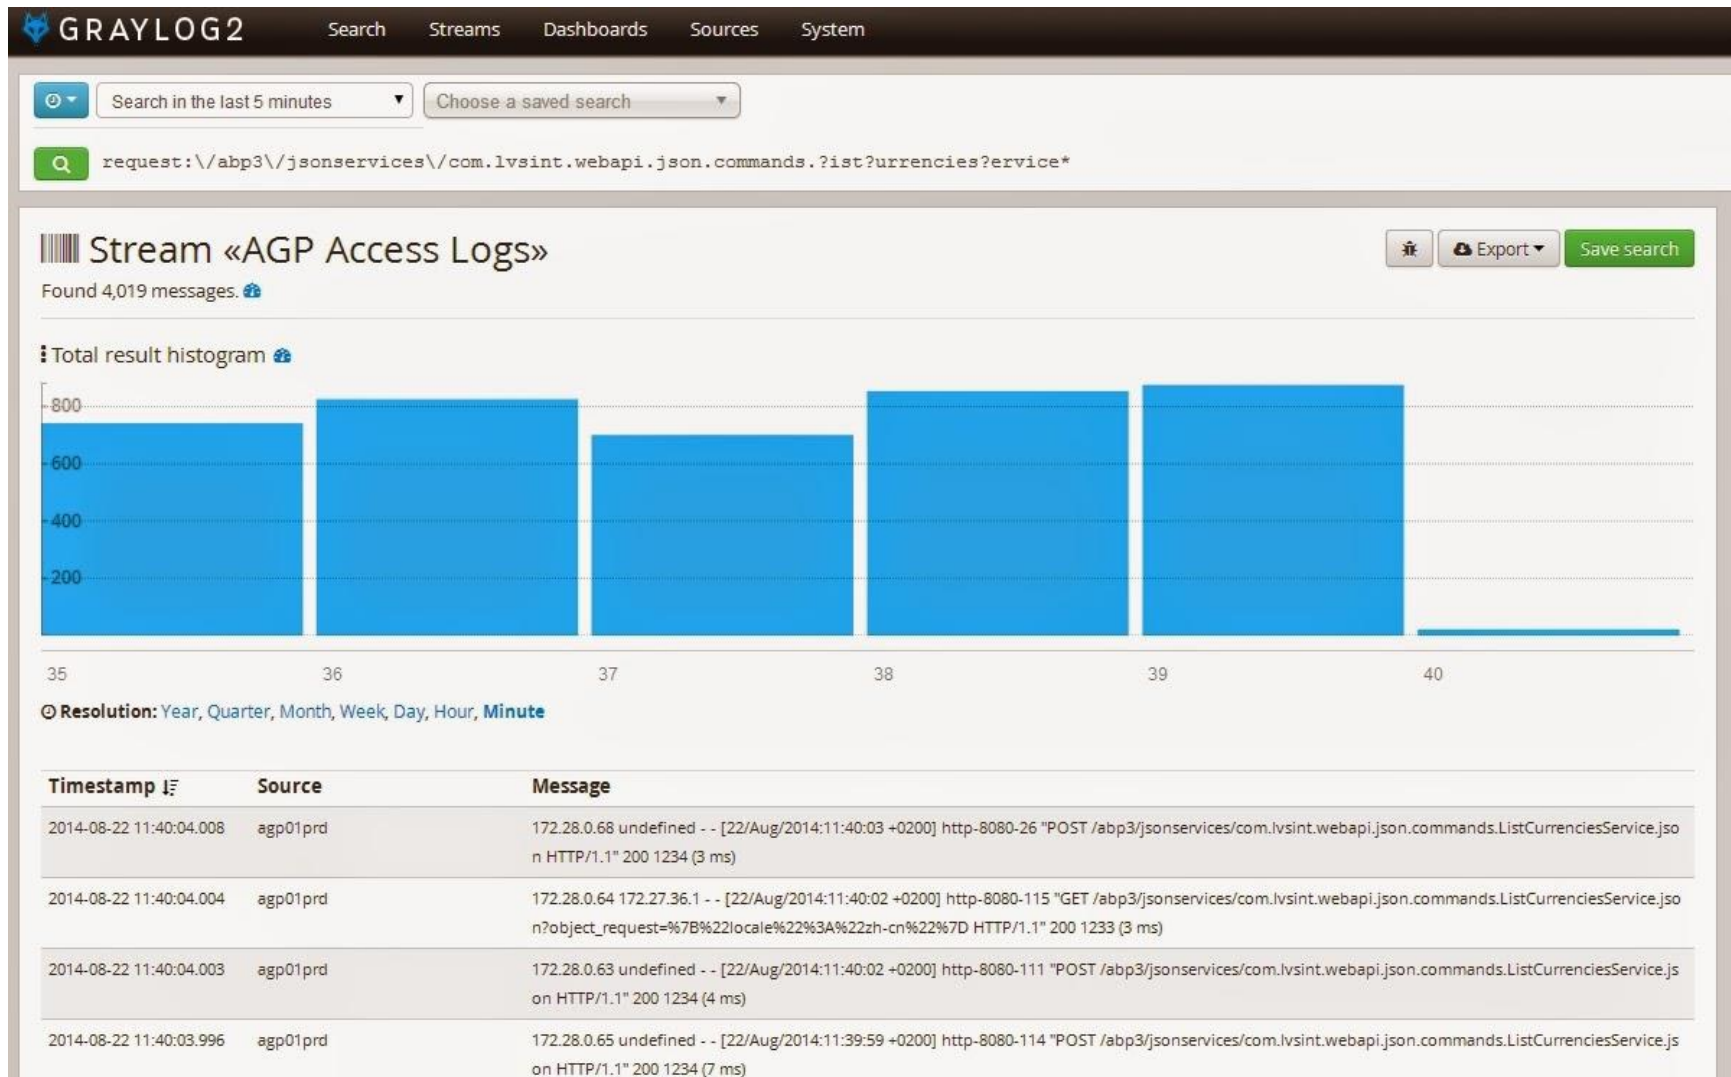 GRAYLOG2 Search Streams Dashboards Sources System
Search in the last 5 minutes Choose a saved search
request:\/abp3\/jsonservices\/com.lvsint.webapi.json.commands.?ist?urrencies?ervice*
Stream «AGP Access Logs» Export Save search
Found 4,019 messages.
Total result histogram
800
600
400
200
35 36 37 38 39 40
Resolution: Year, Quarter, Month, Week, Day, Hour, Minute
Timestamp Source Message
2014-08-22 11:40:04.008 agp01prd 172.28.0.68 undefined - - [22/Aug/2014:11:40:03 +0200] http-8080-26 "POST /abp3/jsonservices/com.lvsint.webapi.json.commands.ListCurrenciesService.jso
n HTTP/1.1" 200 1234 (3 ms)
2014-08-22 11:40:04.004 agp01prd 172.28.0.64 172.27.36.1 - - [22/Aug/2014:11:40:02 +0200] http-8080-115 "GET /abp3/jsonservices/com.lvsint.webapi.json.commands.ListCurrenciesService.jso
n?object_request=%7B%22locale%22%3A%22zh-cn%22%7D HTTP/1.1" 200 1233 (3 ms)
2014-08-22 11:40:04.003 agp01prd 172.28.0.63 undefined - - [22/Aug/2014:11:40:02 +0200] http-8080-111 "POST /abp3/jsonservices/com.lvsint.webapi.json.commands.ListCurrenciesService.js
on HTTP/1.1" 200 1234 (4 ms)
2014-08-22 11:40:03.996 agp01prd 172.28.0.65 undefined - - [22/Aug/2014:11:39:59 +0200] http-8080-114 "POST /abp3/jsonservices/com.lvsint.webapi.json.commands.ListCurrenciesService.js
on HTTP/1.1" 200 1234 (7 ms)